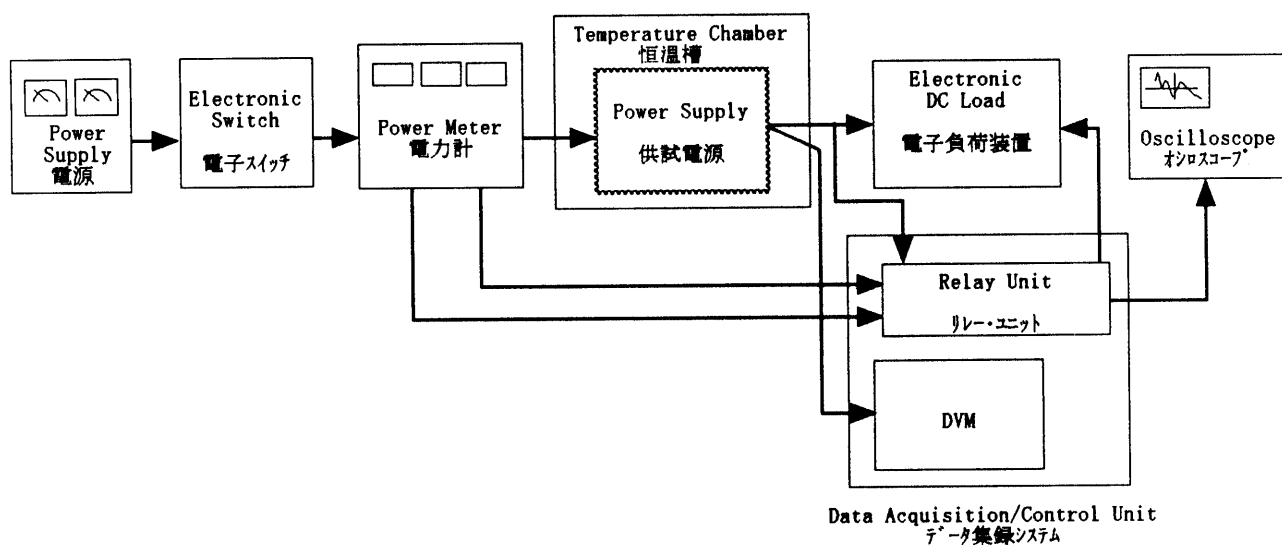 Power
Supply
電源
Electronic
Switch
電子スイッチ
Power Meter
電力計
Temperature Chamber
恒温槽
Power Supply
供試電源
Electronic
DC Load
電子負荷装置
Oscilloscope
オシロスコープ
Relay Unit
リレー・ユニット
DVM
Data Acquisition/Control Unit
データ集録システム